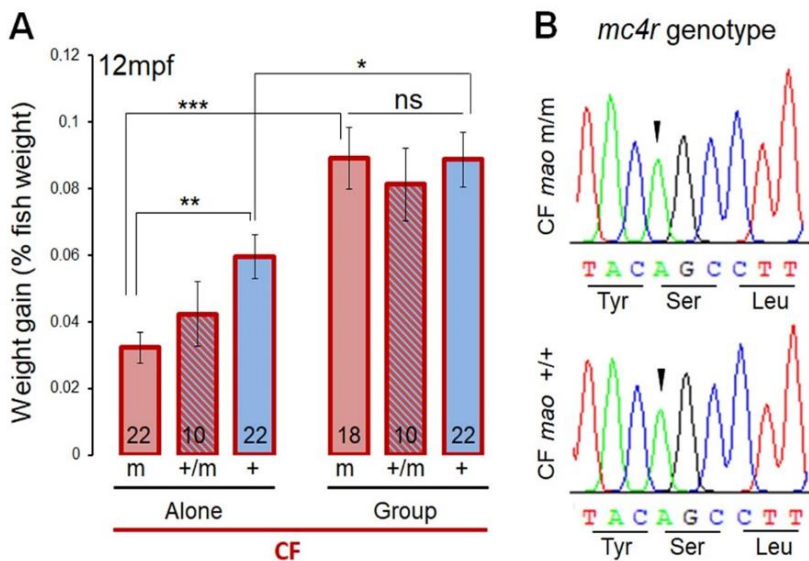 A
12mpf
Weight gain (% fish weight)
0.12
0.1
0.08
0.06
0.04
0.02
0
***
**
*
ns
22 10 22 18 10 22
m +/m + m +/m +
Alone Group
CF
B
mc4r genotype
CF mao m/m
T A C A G C C T T
Tyr Ser Leu
CF mao +/+
T A C A G C C T T
Tyr Ser Leu